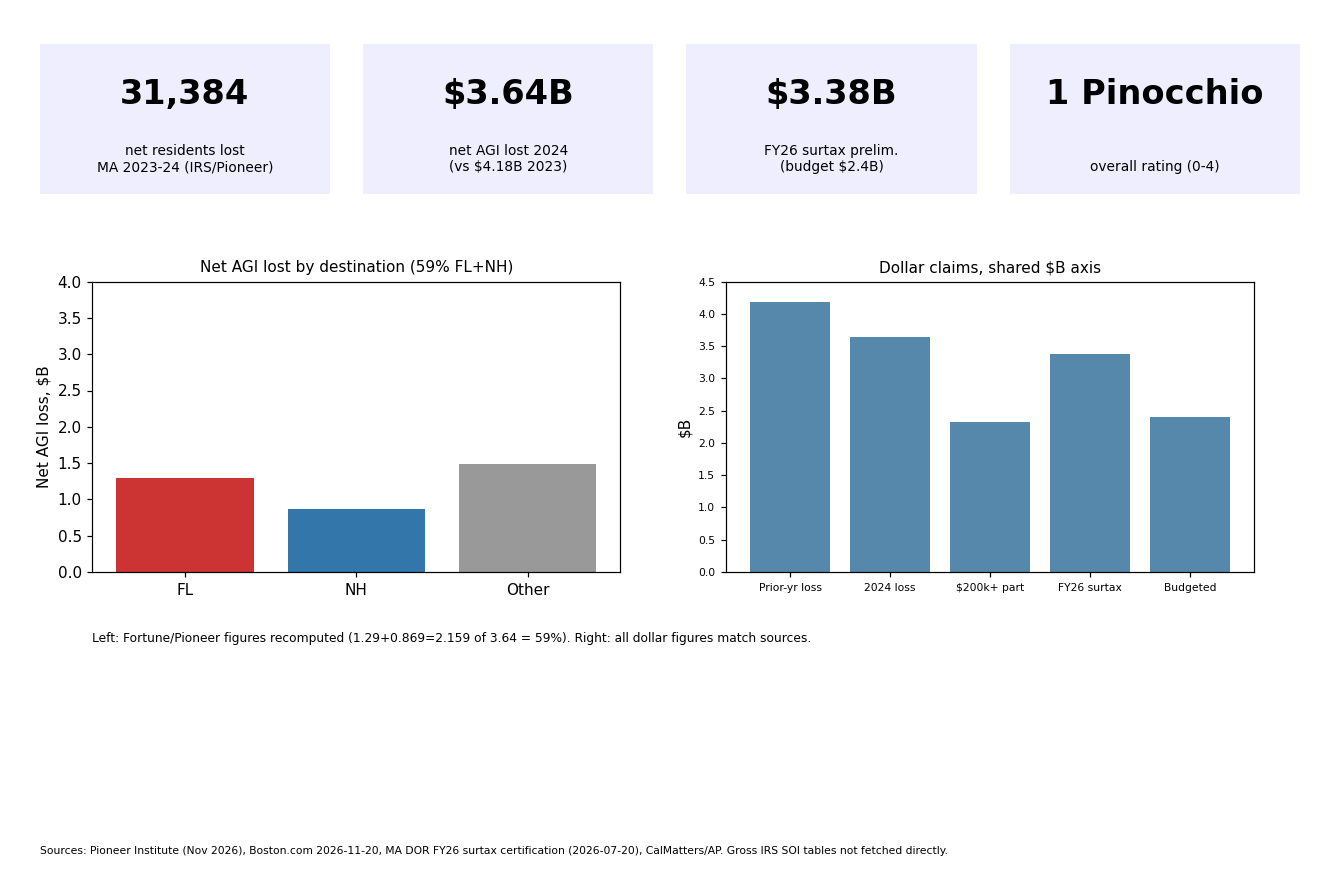 31,384
net residents lost
MA 2023-24 (IRS/Pioneer)
$3.64B
net AGI lost 2024
(vs $4.18B 2023)
$3.38B
FY26 surtax prelim.
(budget $2.4B)
1 Pinocchio
overall rating (0-4)
Net AGI lost by destination (59% FL+NH)
Net AGI loss, $B
4.0
3.5
3.0
2.5
2.0
1.5
1.0
0.5
0.0
FL
NH
Other
Dollar claims, shared $B axis
$B
4.5
4.0
3.5
3.0
2.5
2.0
1.5
1.0
0.5
0.0
Prior-yr loss
2024 loss
$200k+ part
FY26 surtax
Budgeted
Left: Fortune/Pioneer figures recomputed (1.29+0.869=2.159 of 3.64 = 59%). Right: all dollar figures match sources.
Sources: Pioneer Institute (Nov 2026), Boston.com 2026-11-20, MA DOR FY26 surtax certification (2026-07-20), CalMatters/AP. Gross IRS SOI tables not fetched directly.